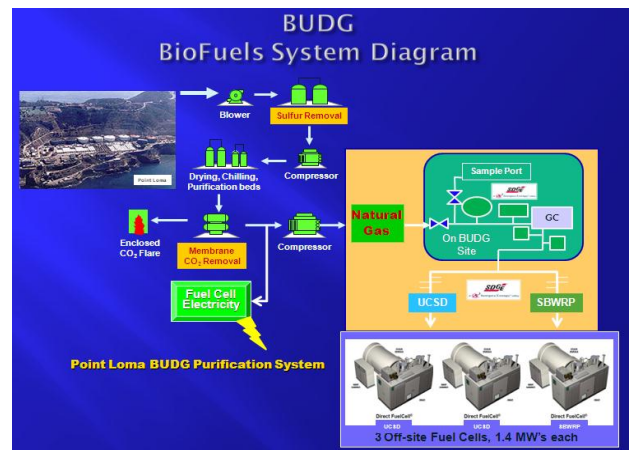 BUDG
BioFuels System Diagram
Point Loma
Blower
Sulfur Removal
Drying, Chilling,
Purification beds
Compressor
Enclosed
CO₂ Flare
Membrane
CO₂ Removal
Compressor
Fuel Cell
Electricity
Point Loma BUDG Purification System
Natural
Gas
Sample Port
SDGE
GC
On BUDG
Site
UCSD
SDGE
SBWRP
Direct FuelCell®
UCSD
Direct FuelCell®
UCSD
Direct FuelCell®
SBWRP
3 Off-site Fuel Cells, 1.4 MW's each